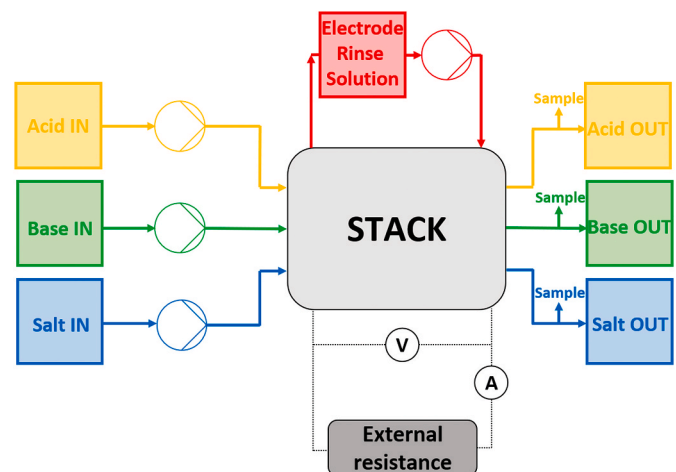 Electrode
Rinse
Solution
Acid IN
Sample
Acid OUT
Base IN
STACK
Sample
Base OUT
Salt IN
Sample
Salt OUT
V
A
External
resistance